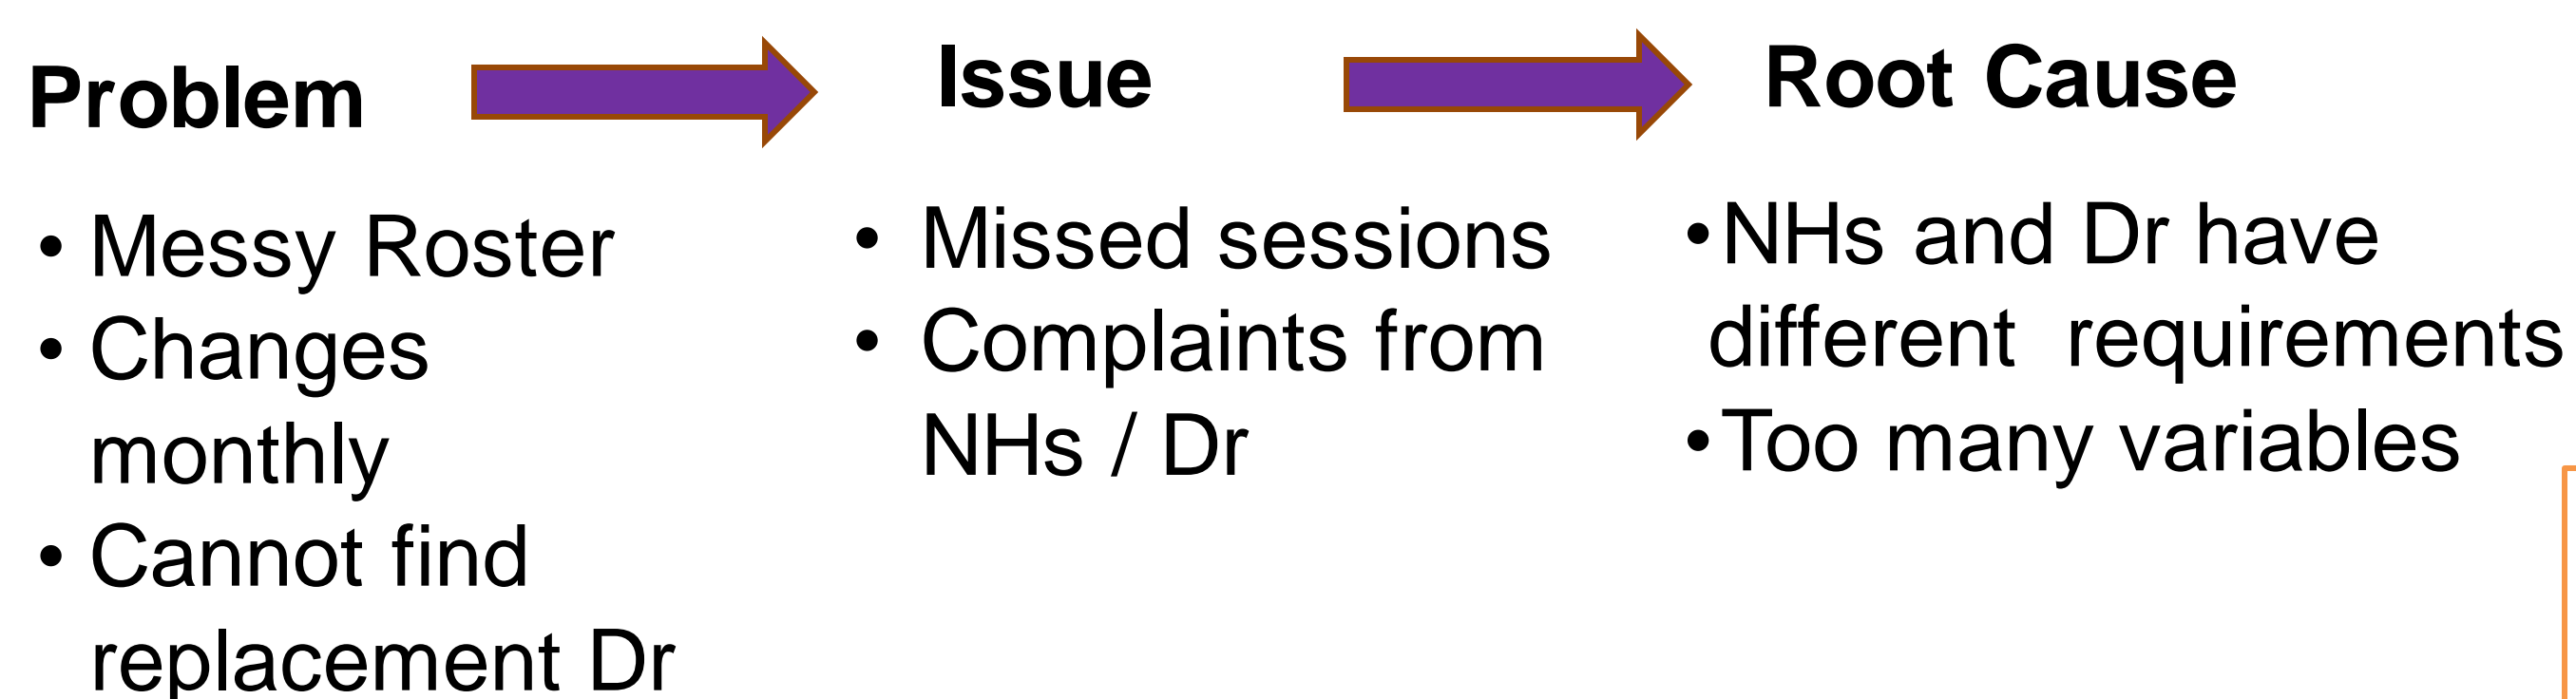 Problem
Issue
Root Cause
• Messy Roster
• Changes
monthly
• Cannot find
replacement Dr
• Missed sessions
• Complaints from
NHs / Dr
•NHs and Dr have
different requirements
•Too many variables